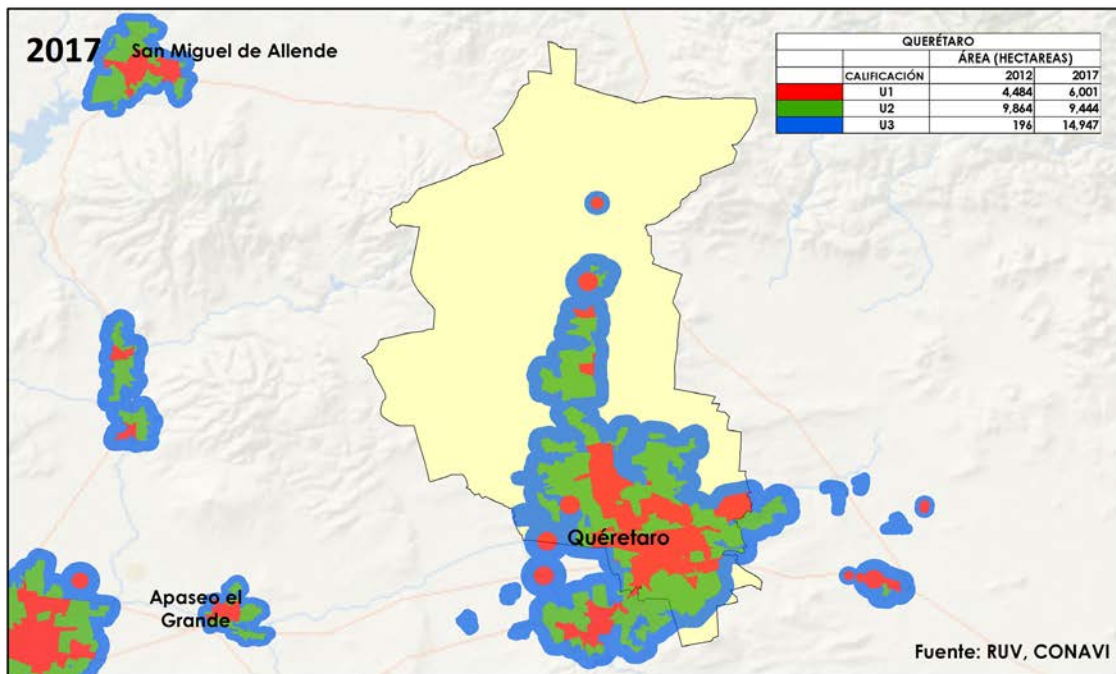 2017
San Miguel de Allende
QUERÉTARO
ÁREA (HECTAREAS)
CALIFICACIÓN 2012 2017
U1 4,484 6,001
U2 9,864 9,444
U3 196 14,947
Quéretaro
Apaseo el
Grande
Fuente: RUV, CONAVI